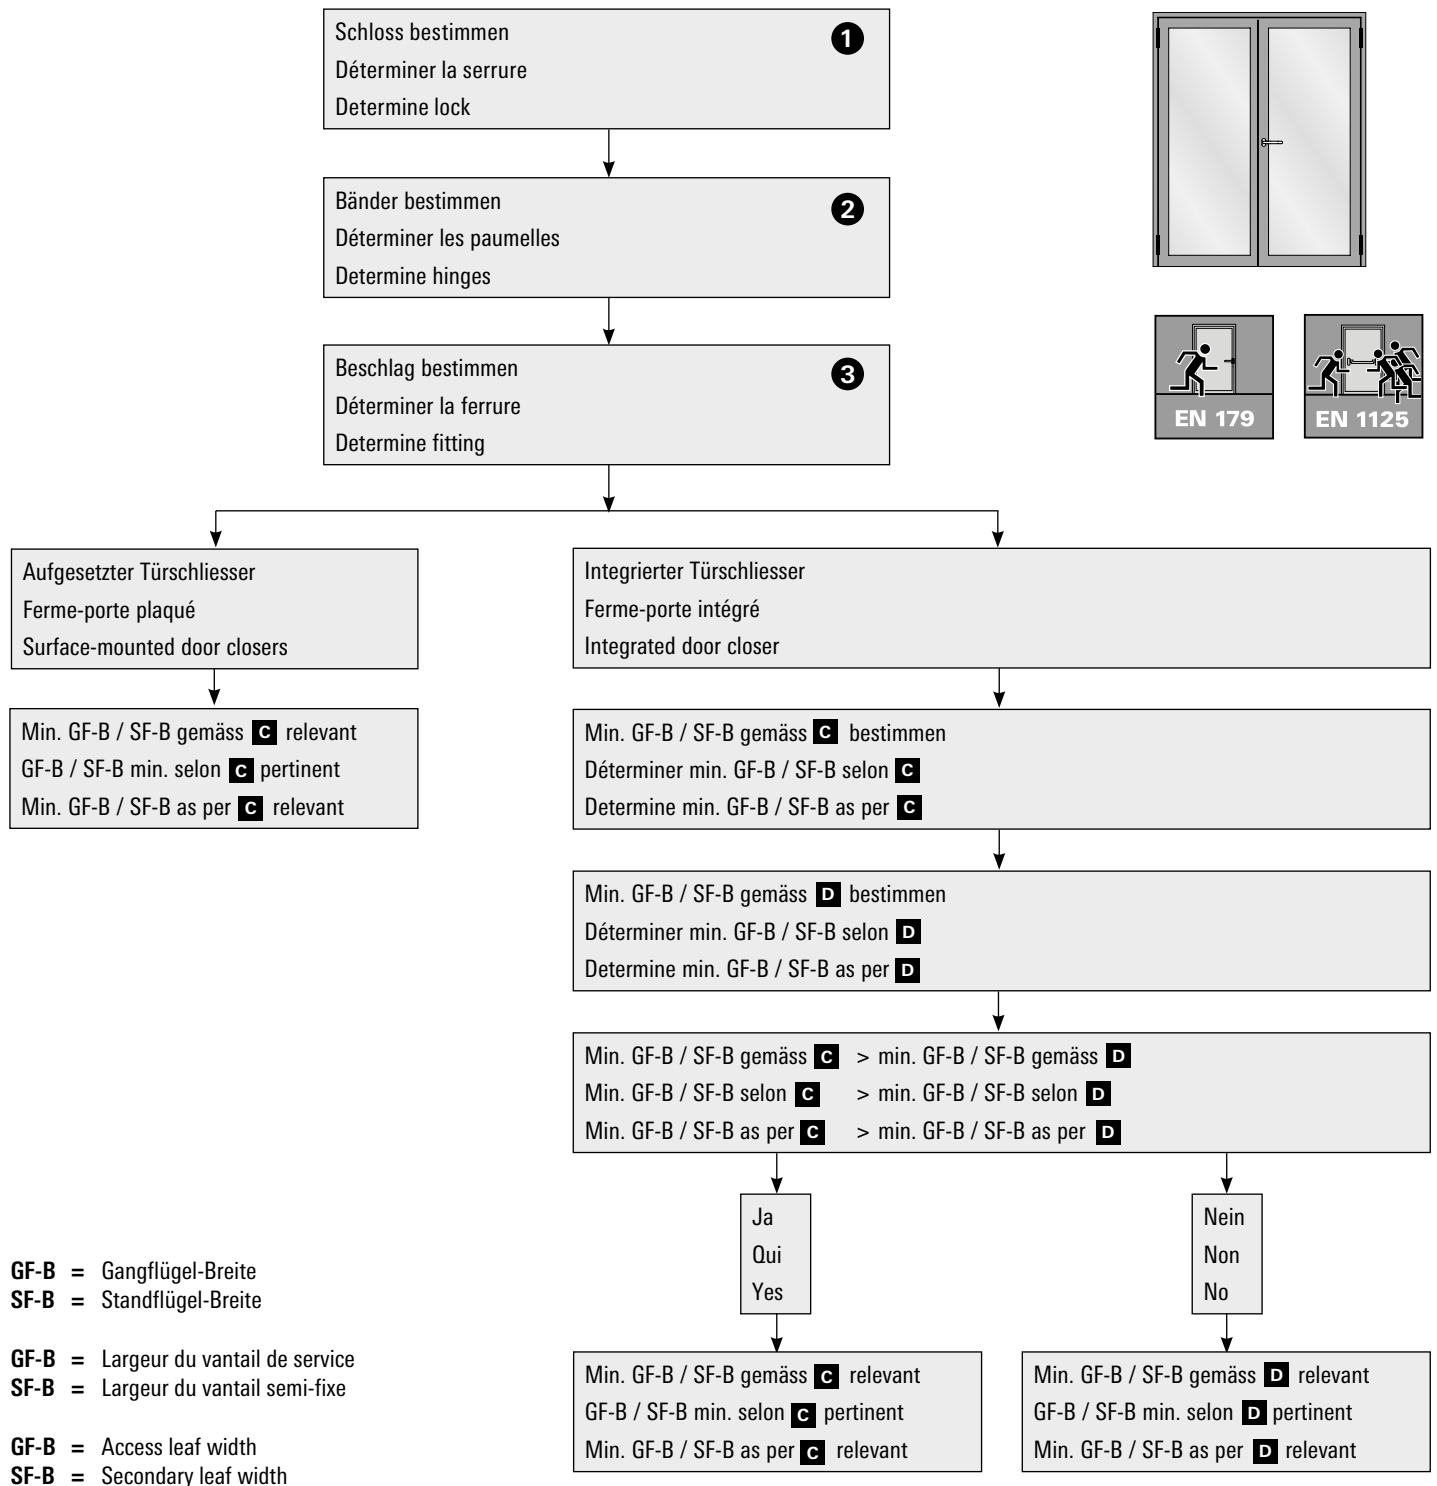 Schloss bestimmen
1
Déterminer la serrure
Determine lock
Bänder bestimmen
2
Déterminer les paumelles
Determine hinges
Beschlag bestimmen
3
Déterminer la ferrure
Determine fitting
EN 179
EN 1125
Aufgesetzter Türschliesser
Ferme-porte plaqué
Surface-mounted door closers
Integrierter Türschliesser
Ferme-porte intégré
Integrated door closer
Min. GF-B / SF-B gemäss C relevant
GF-B / SF-B min. selon C pertinent
Min. GF-B / SF-B as per C relevant
Min. GF-B / SF-B gemäss C bestimmen
Déterminer min. GF-B / SF-B selon C
Determine min. GF-B / SF-B as per C
Min. GF-B / SF-B gemäss D bestimmen
Déterminer min. GF-B / SF-B selon D
Determine min. GF-B / SF-B as per D
Min. GF-B / SF-B gemäss C > min. GF-B / SF-B gemäss D
Min. GF-B / SF-B selon C > min. GF-B / SF-B selon D
Min. GF-B / SF-B as per C > min. GF-B / SF-B as per D
Ja
Qui
Yes
Nein
Non
No
Min. GF-B / SF-B gemäss C relevant
GF-B / SF-B min. selon C pertinent
Min. GF-B / SF-B as per C relevant
Min. GF-B / SF-B gemäss D relevant
GF-B / SF-B min. selon D pertinent
Min. GF-B / SF-B as per D relevant
GF-B = Gangflügel-Breite
SF-B = Standflügel-Breite
GF-B = Largeur du vantail de service
SF-B = Largeur du vantail semi-fixe
GF-B = Access leaf width
SF-B = Secondary leaf width